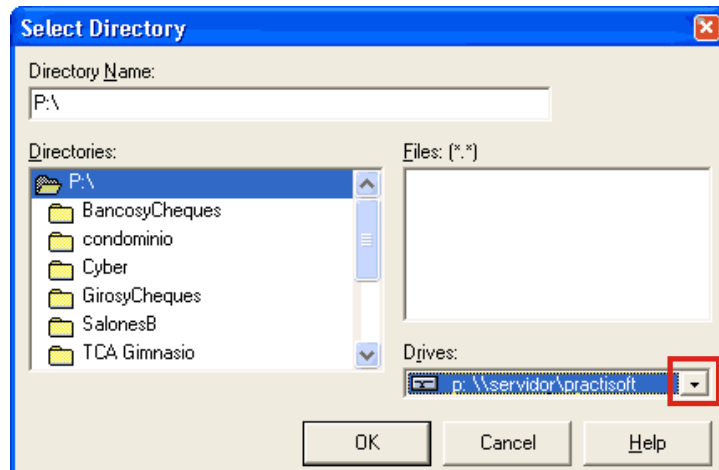 Select Directory
Directory Name:
P:\
Directories:
P:\
BancosyCheques
condominio
Cyber
GirosyCheques
SalonesB
TCA Gimnasio
Files: (*.*)
Drives:
p: \\servidor\practisoft
OK
Cancel
Help